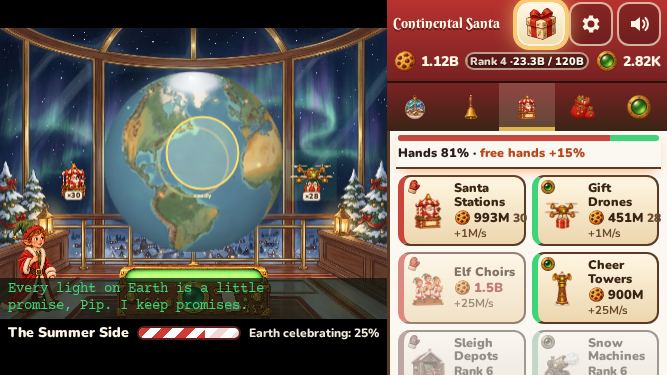 Continental Santa
1.12B
Rank 4 ·23.3B / 120B
2.82K
Hands 81% · free hands +15%
Santa Stations
993M 30
+1M/s
Gift Drones
451M 28
+1M/s
Elf Choirs
1.5B
+25M/s
Cheer Towers
900M
+25M/s
Sleigh Depots
Rank 6
Snow Machines
Rank 6
×30
×28
Every light on Earth is a little
promise, Pip. I keep promises.
The Summer Side
Earth celebrating: 25%